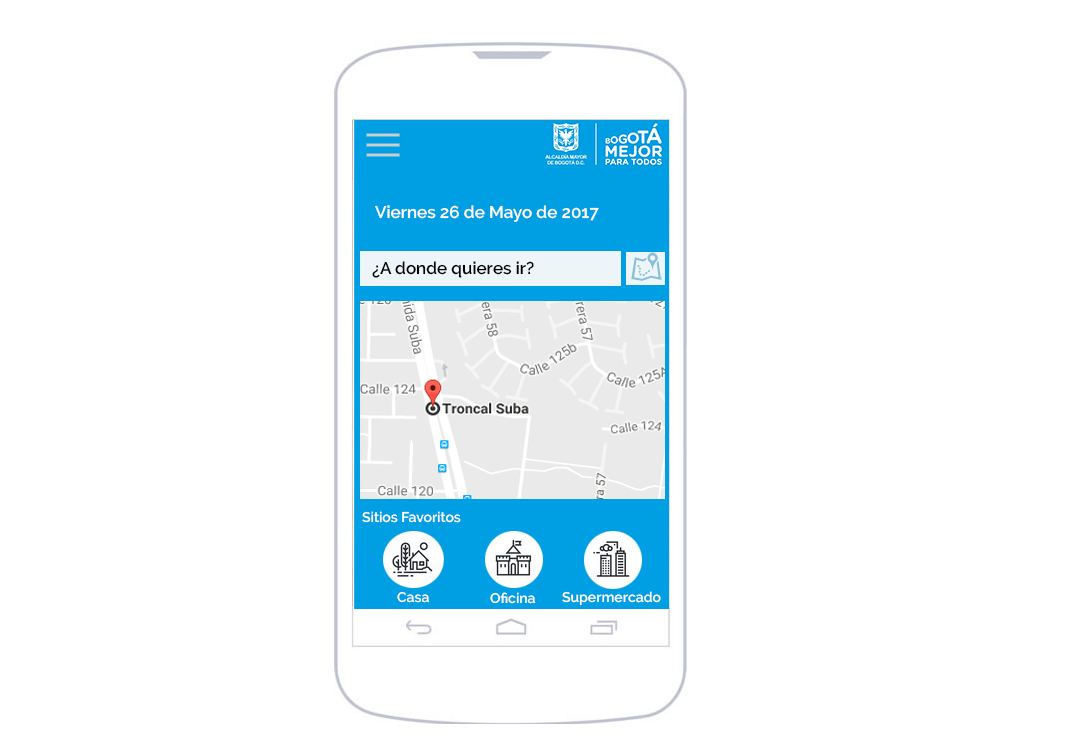 ALCALDÍA MAYOR
DE BOGOTÁ D.C.
BOGOTÁ
MEJOR
PARA TODOS
Viernes 26 de Mayo de 2017
¿A donde quieres ir?
nida Suba
era 58
rera 57
Calle 125b
Calle 125A
Calle 124
Troncal Suba
Calle 124
Calle 120
ra 57
Sitios Favoritos
Casa
Oficina
Supermercado